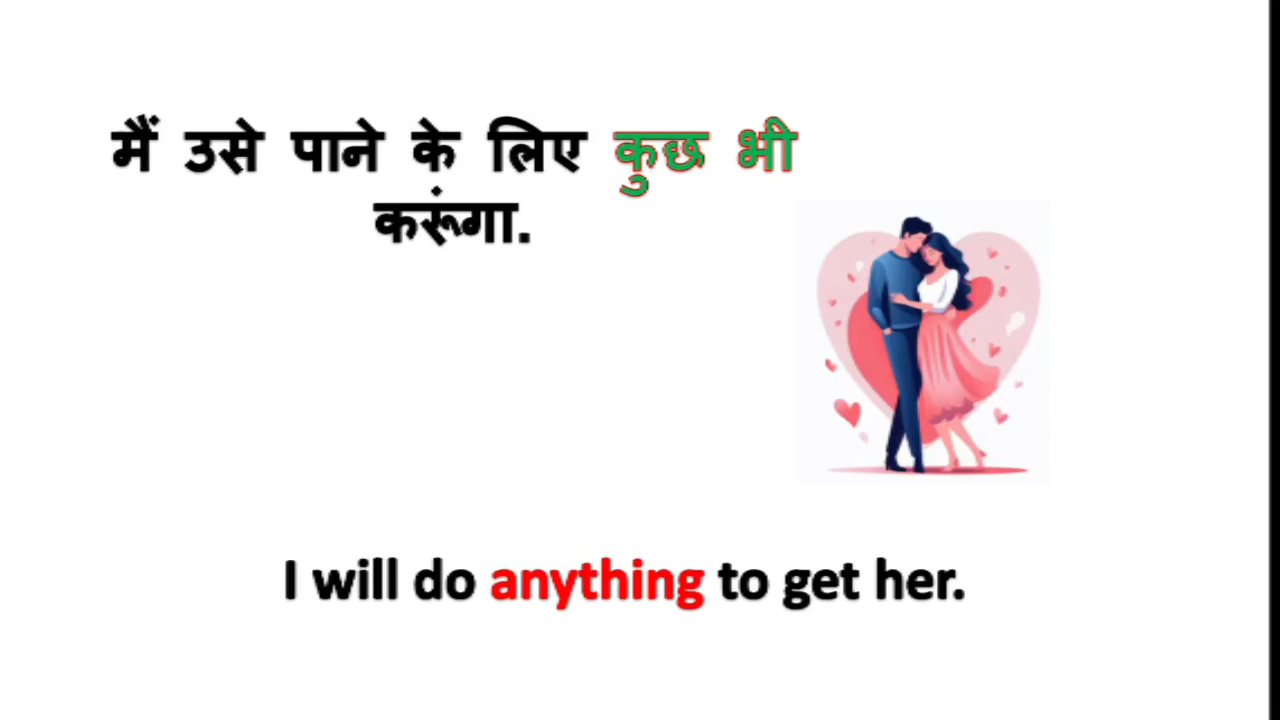 मैं उसे पाने के लिए कुछ भी
करूंगा.
I will do anything to get her.